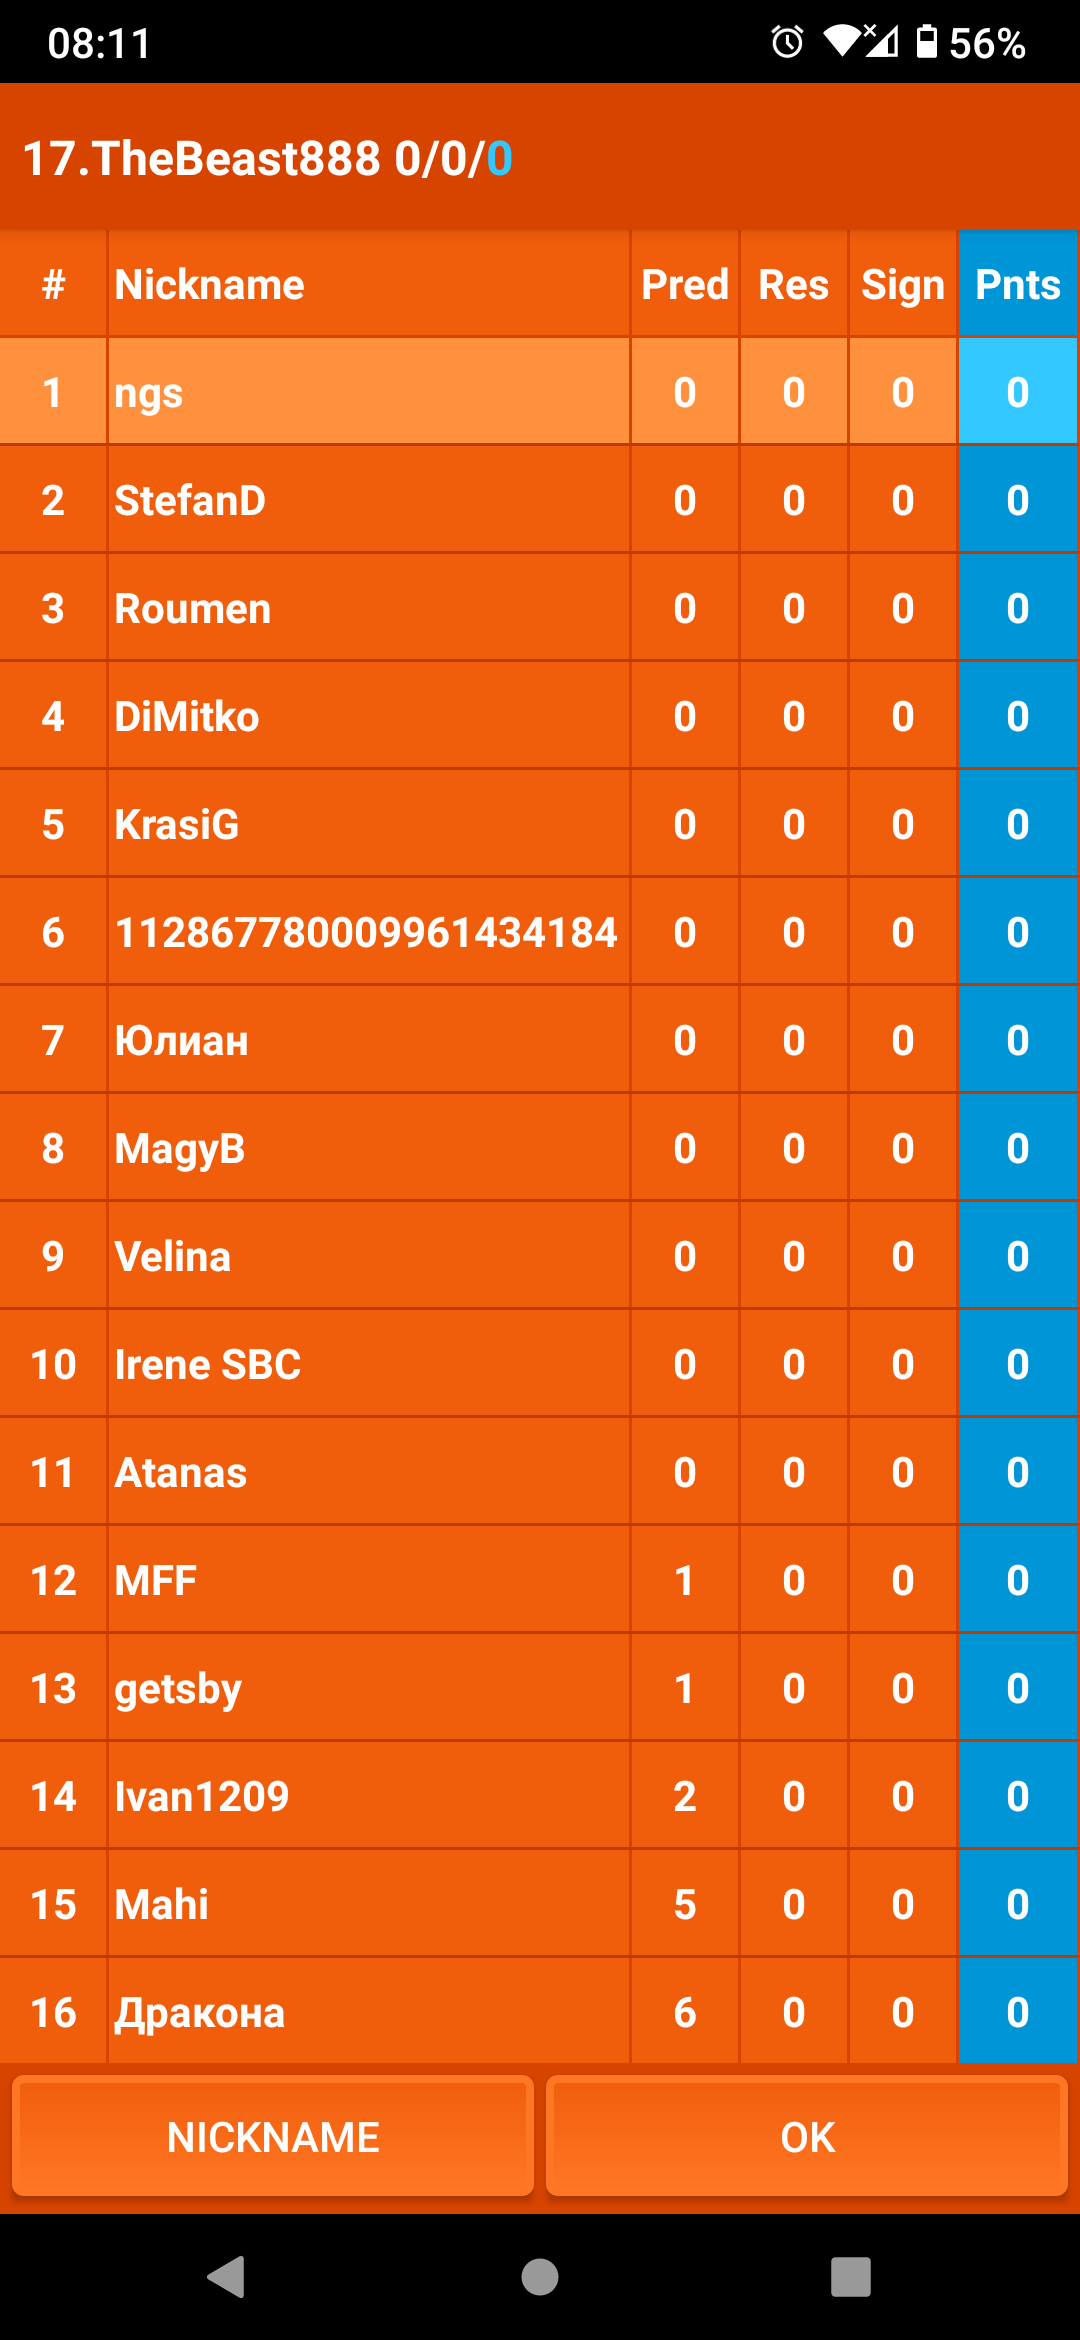 08:11 56%
17.TheBeast888 0/0/0
# Nickname Pred Res Sign Pnts
1 ngs 0 0 0 0
2 StefanD 0 0 0 0
3 Roumen 0 0 0 0
4 DiMitko 0 0 0 0
5 KrasiG 0 0 0 0
6 112867780009961434184 0 0 0 0
7 Юлиан 0 0 0 0
8 MagyB 0 0 0 0
9 Velina 0 0 0 0
10 Irene SBC 0 0 0 0
11 Atanas 0 0 0 0
12 MFF 1 0 0 0
13 getsby 1 0 0 0
14 Ivan1209 2 0 0 0
15 Mahi 5 0 0 0
16 Дракона 6 0 0 0
NICKNAME OK